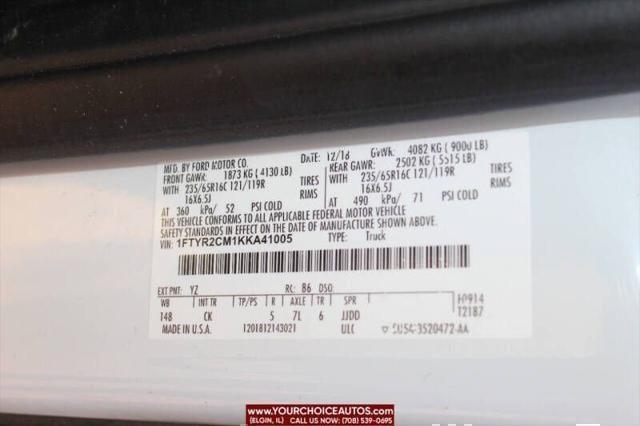 MFD. BY FORD MOTOR CO. DATE: 12/18 GVWR: 4082 KG ( 9000 LB)
FRONT GAWR: 1873 KG ( 4130 LB) REAR GAWR: 2502 KG ( 5515 LB)
WITH 235/65R16C 121/119R TIRES WITH 235/65R16C 121/119R TIRES
16X6.5J RIMS 16X6.5J RIMS
AT 360 kPa/ 52 PSI COLD AT 490 kPa/ 71 PSI COLD
THIS VEHICLE CONFORMS TO ALL APPLICABLE FEDERAL MOTOR VEHICLE
SAFETY STANDARDS IN EFFECT ON THE DATE OF MANUFACTURE SHOWN ABOVE.
VIN: 1FTYR2CM1KKA41005 TYPE: Truck
EXT PNT: YZ RC: 86 DSO:
WB INT TR TP/PS R AXLE TR SPR
148 CK 5 7L 6 JJDD
F0914
T2187
MADE IN U.S.A. 1201812143021 ULC
WWW.YOURCHOICEAUTOS.COM
(ELGIN, IL) CALL US TODAY! (708) 539-0695